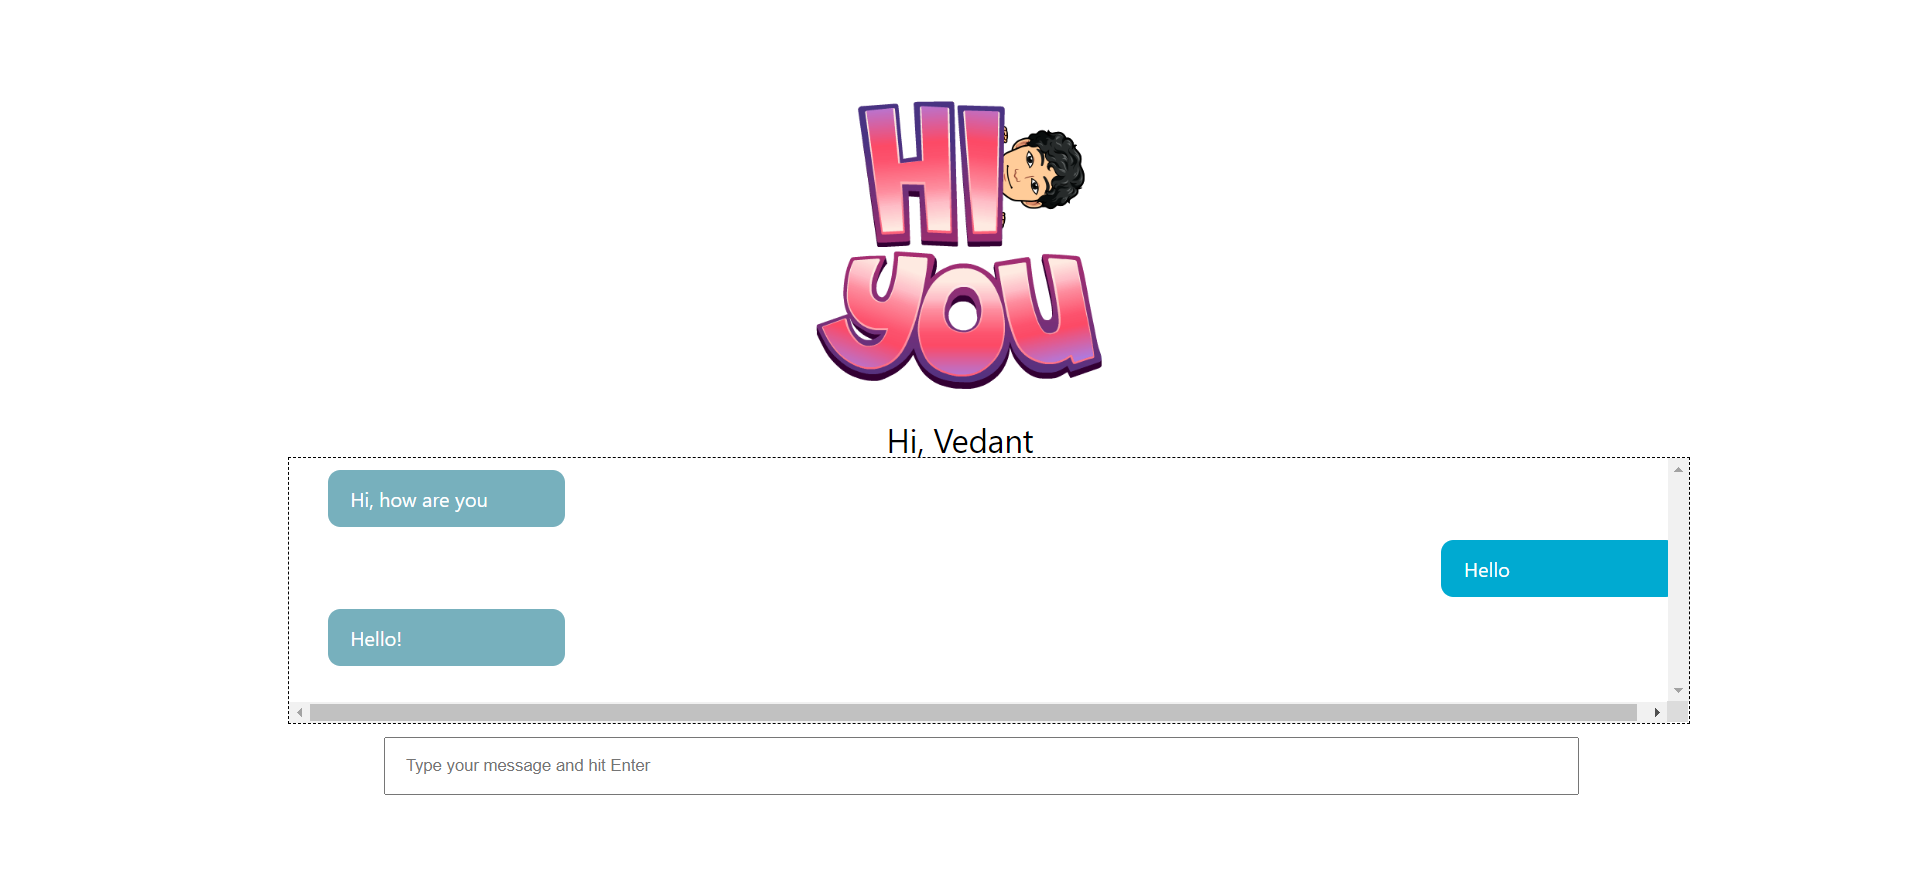 HI
YOU
Hi, Vedant
Hi, how are you
Hello
Hello!
Type your message and hit Enter